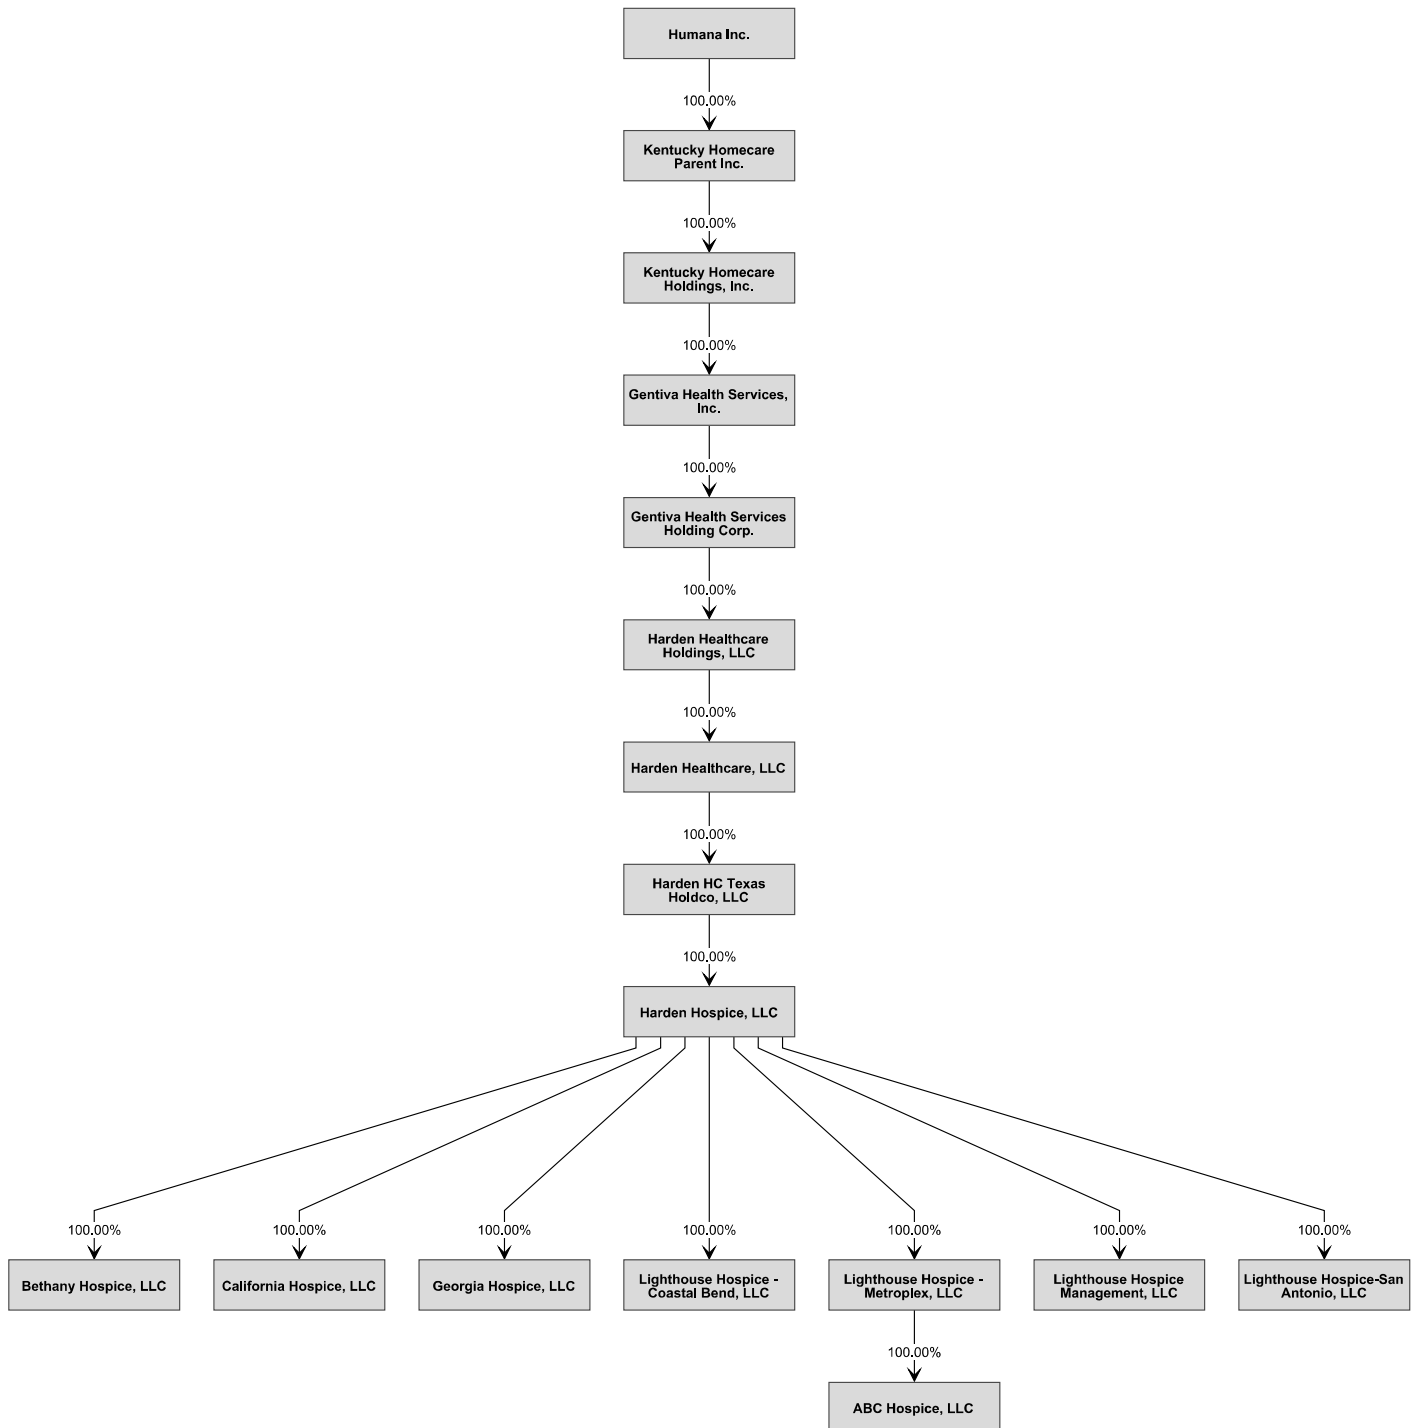 Humana Inc.
100.00%
Kentucky Homecare
Parent Inc.
100.00%
Kentucky Homecare
Holdings, Inc.
100.00%
Gentiva Health Services,
Inc.
100.00%
Gentiva Health Services
Holding Corp.
100.00%
Harden Healthcare
Holdings, LLC
100.00%
Harden Healthcare, LLC
100.00%
Harden HC Texas
Holdco, LLC
100.00%
Harden Hospice, LLC
100.00%
Bethany Hospice, LLC
100.00%
California Hospice, LLC
100.00%
Georgia Hospice, LLC
100.00%
Lighthouse Hospice -
Coastal Bend, LLC
100.00%
Lighthouse Hospice -
Metroplex, LLC
100.00%
Lighthouse Hospice
Management, LLC
100.00%
Lighthouse Hospice-San
Antonio, LLC
100.00%
ABC Hospice, LLC